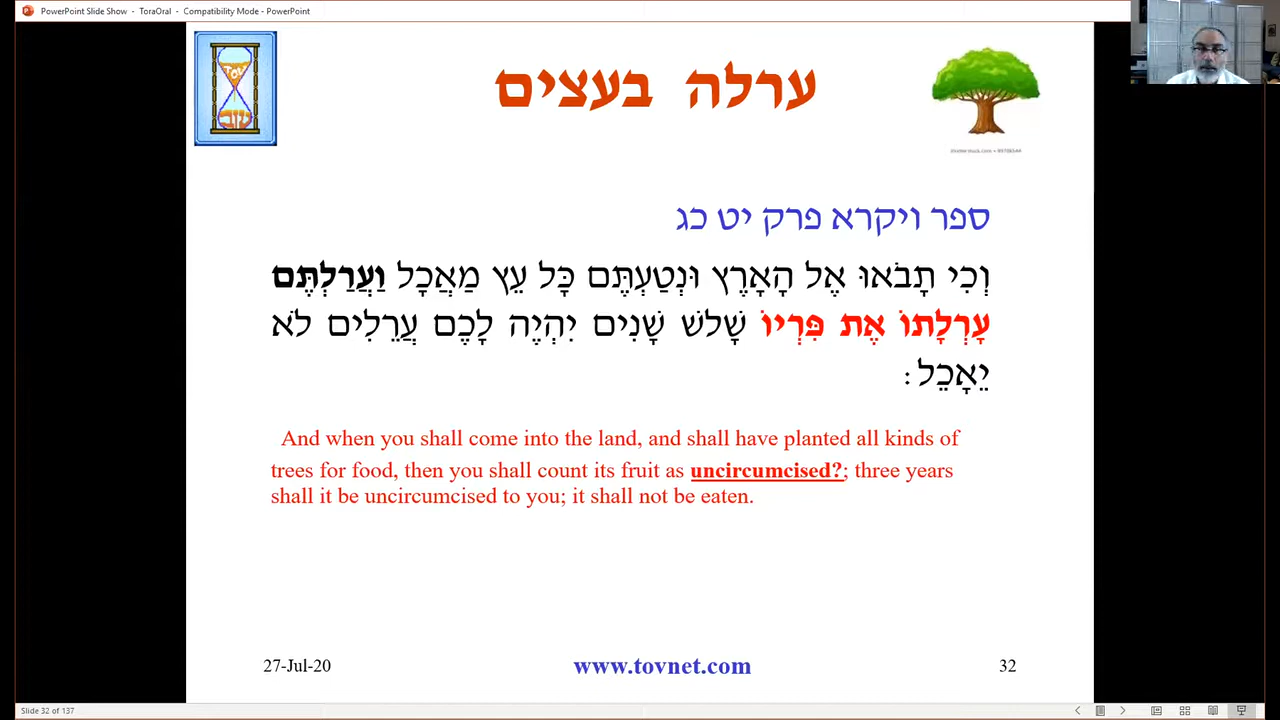 PowerPoint Slide Show - ToraOral - Compatibility Mode - PowerPoint
ערלה בעצים
ספר ויקרא פרק יט כג
וְכִי תָבֹאוּ אֶל הָאָרֶץ וּנְטַעְתֶּם כָּל עֵץ מַאֲכָל וַעֲרַלְתֶּם
עָרְלָתוֹ אֶת פִּרְיוֹ שָׁלֹשׁ שָׁנִים יִהְיֶה לָכֶם עֲרֵלִים לֹא
יֵאָכֵל:
And when you shall come into the land, and shall have planted all kinds of
trees for food, then you shall count its fruit as uncircumcised?; three years
shall it be uncircumcised to you; it shall not be eaten.
27-Jul-20 www.tovnet.com 32
Slide 32 of 137